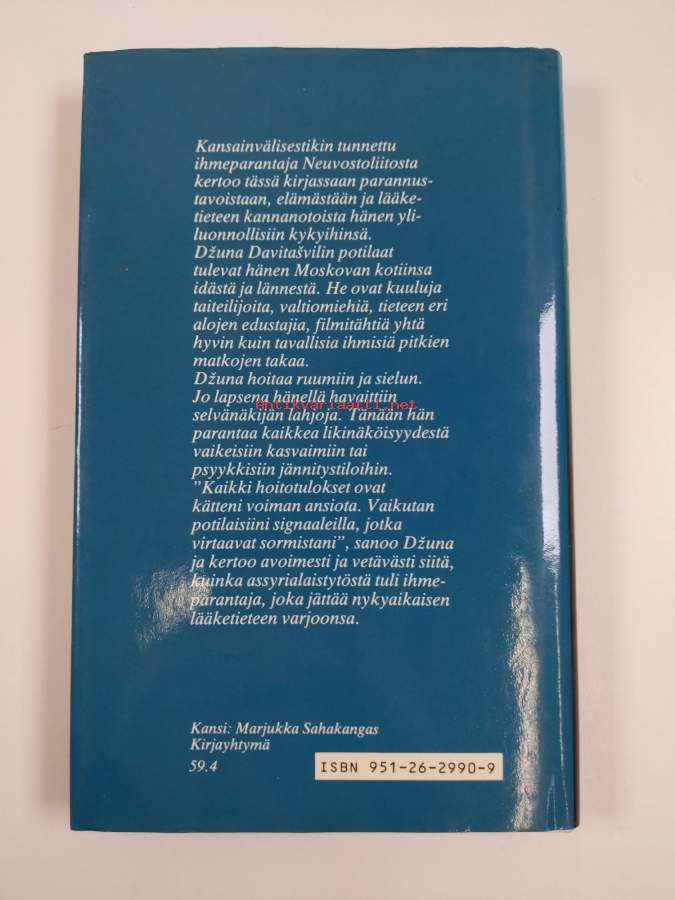 Kansainvälisestikin tunnettu
ihmeparantaja Neuvostoliitosta
kertoo tässä kirjassaan parannus-
tavoistaan, elämästään ja lääke-
tieteen kannanotoista hänen yli-
luonnollisiin kykyihinsä.
Džuna Davitašvilin potilaat
tulevat hänen Moskovan kotiinsa
idästä ja lännestä. He ovat kuuluja
taiteilijoita, valtiomiehiä, tieteen eri
alojen edustajia, filmitähtiä yhtä
hyvin kuin tavallisia ihmisiä pitkien
matkojen takaa.
Džuna hoitaa ruumiin ja sielun.
Jo lapsena hänellä havaittiin
Antikvariaatti.net
selvänäkijän lahjoja. Tänään hän
parantaa kaikkea likinäköisyydestä
vaikeisiin kasvaimiin tai
psyykkisiin jännitystiloihin.
”Kaikki hoitotulokset ovat
kätteni voiman ansiota. Vaikutan
potilaisiini signaaleilla, jotka
virtaavat sormistani”, sanoo Džuna
ja kertoo avoimesti ja vetävästi siitä,
kuinka assyrialaistytöstä tuli ihme-
parantaja, joka jättää nykyaikaisen
lääketieteen varjoonsa.
Kansi: Marjukka Sahakangas
Kirjayhtymä
59.4
ISBN 951-26-2990-9